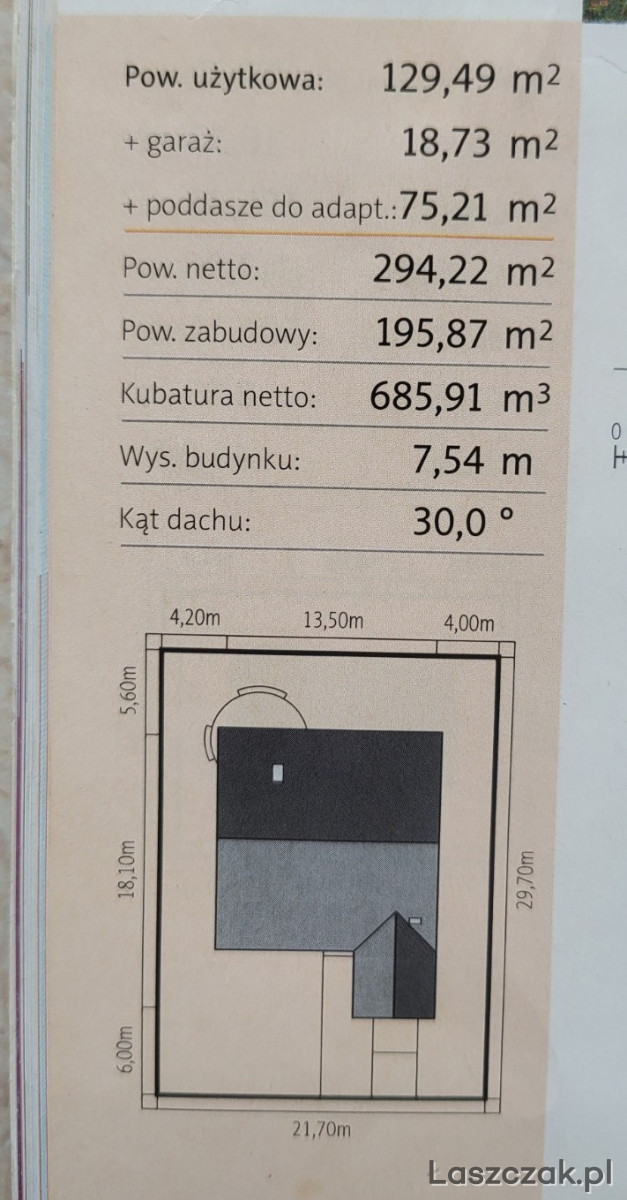 Pow. użytkowa: 129,49 m2
+ garaż: 18,73 m2
+ poddasze do adapt.: 75,21 m2
Pow. netto: 294,22 m2
Pow. zabudowy: 195,87 m2
Kubatura netto: 685,91 m3
Wys. budynku: 7,54 m
Kąt dachu: 30,0 °
4,20m 13,50m 4,00m
5,60m
18,10m
29,70m
6,00m
21,70m
0
Laszczak.pl